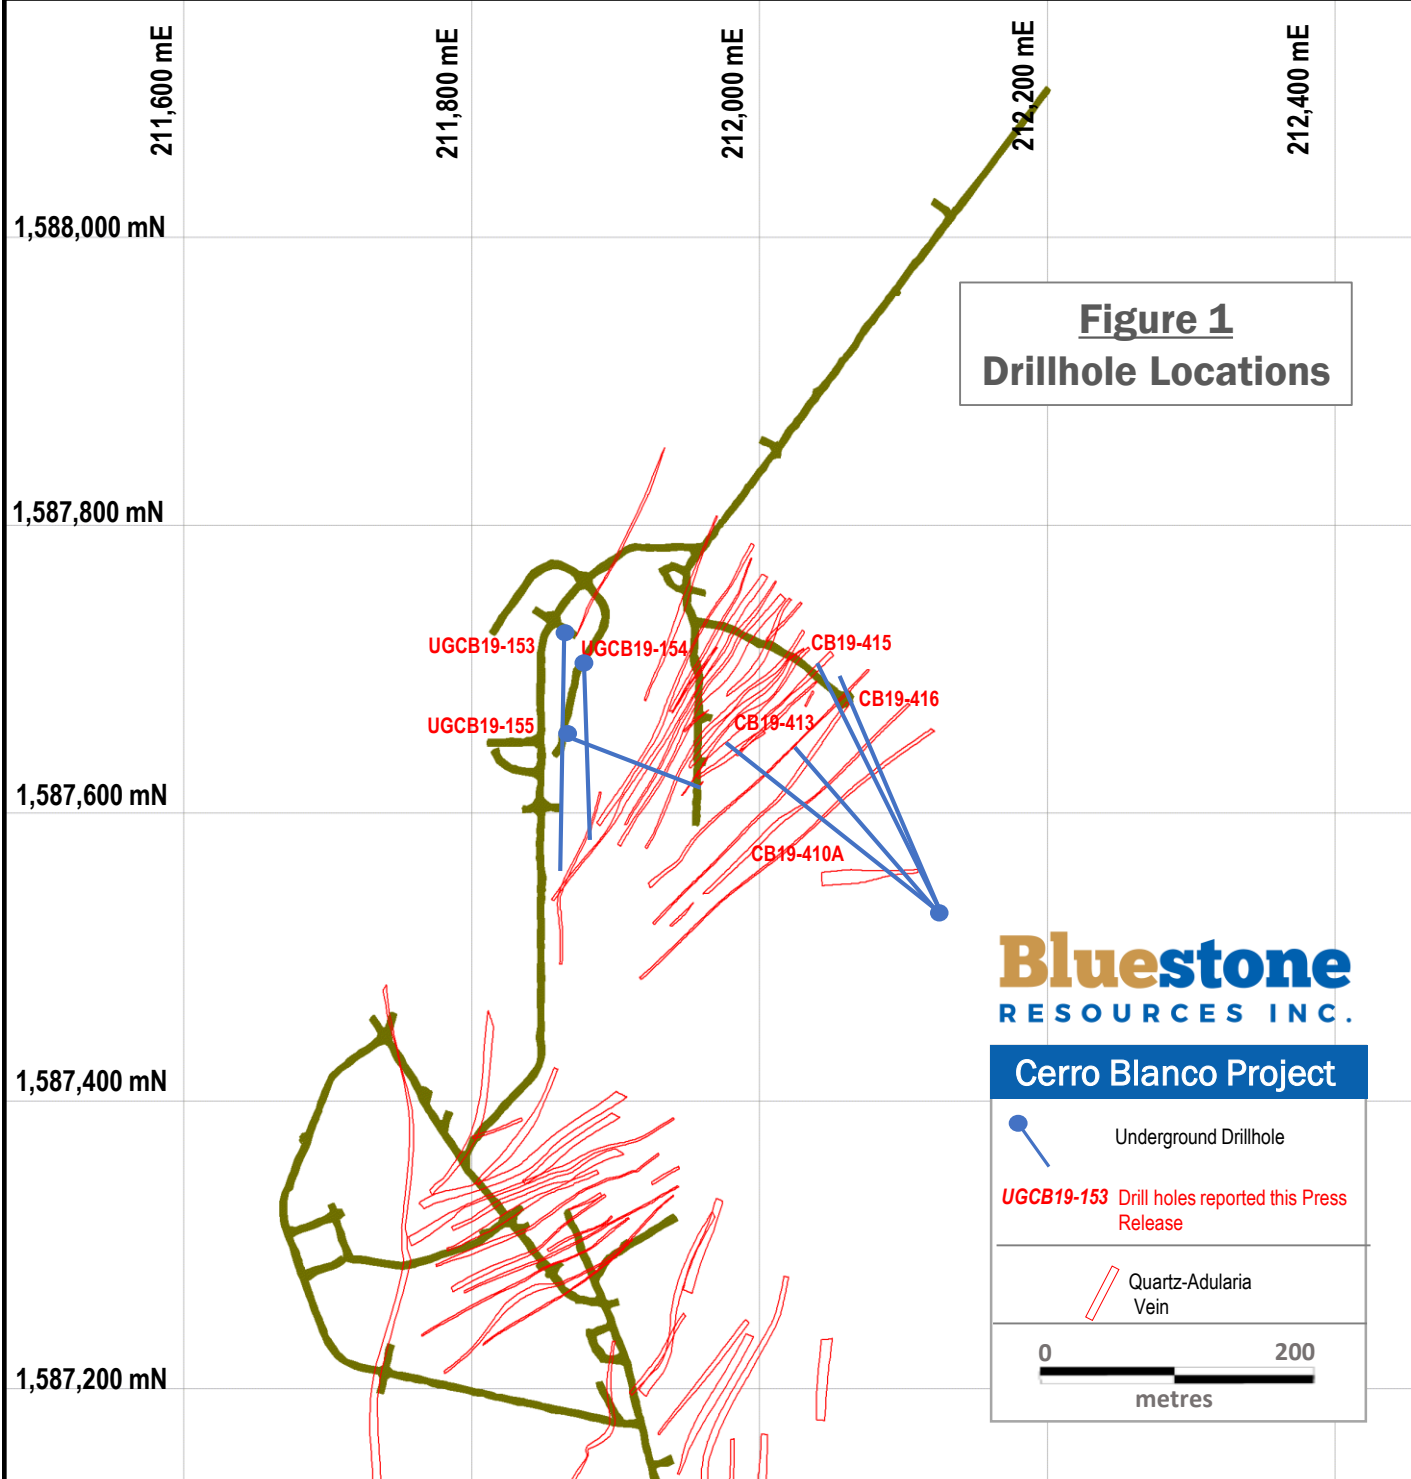 211,600 mE
211,800 mE
212,000 mE
212,200 mE
212,400 mE
1,588,000 mN
Figure 1
Drillhole Locations
1,587,800 mN
UGCB19-153
UGCB19-154
CB19-415
CB19-416
UGCB19-155
CB19-413
1,587,600 mN
CB19-410A
Bluestone
RESOURCES INC.
1,587,400 mN
Cerro Blanco Project
Underground Drillhole
UGCB19-153 Drill holes reported this Press
Release
Quartz-Adularia
Vein
0 200
metres
1,587,200 mN